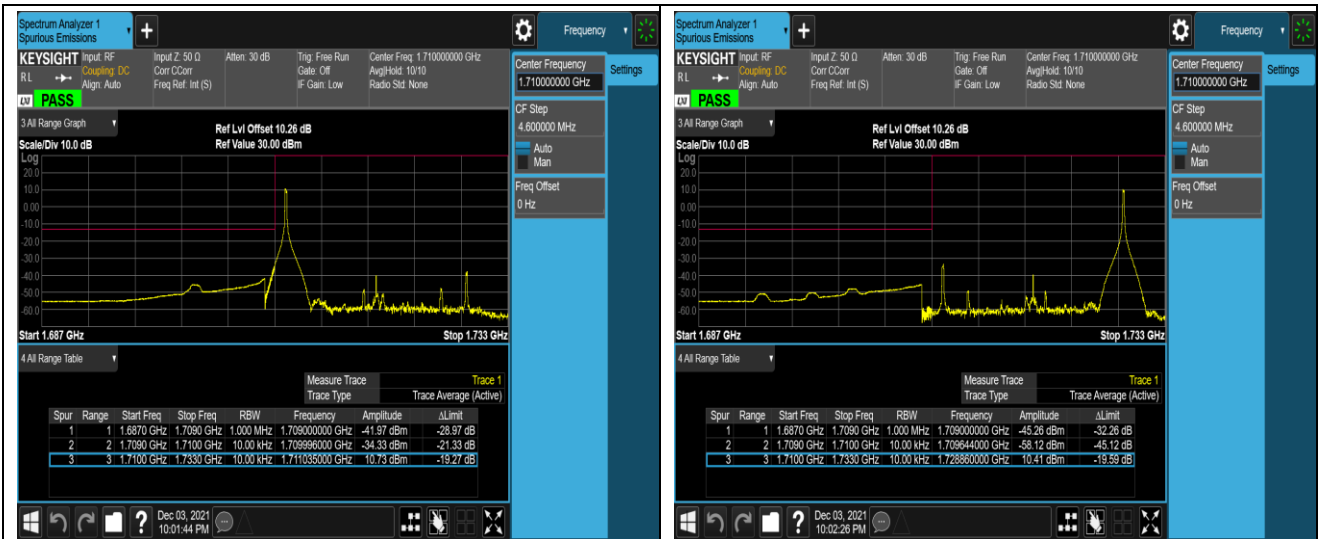 Spectrum Analyzer 1
Spurious Emissions
+
Frequency
KEYSIGHT
Input: RF
Input Z: 50 Ω
Atten: 30 dB
Trig: Free Run
Center Freq: 1.710000000 GHz
R L
Coupling: DC
Corr CCorr
Gate: Off
Avg|Hold: 10/10
Align: Auto
Freq Ref: Int (S)
IF Gain: Low
Radio Std: None
LXI
PASS
Center Frequency
1.710000000 GHz
Settings
CF Step
4.600000 MHz
Auto
Man
Freq Offset
0 Hz
3 All Range Graph
Ref Lvl Offset 10.26 dB
Scale/Div 10.0 dB
Ref Value 30.00 dBm
Log
20.0
10.0
0.00
-10.0
-20.0
-30.0
-40.0
-50.0
-60.0
Start 1.687 GHz
Stop 1.733 GHz
4 All Range Table
Measure Trace Trace 1
Trace Type Trace Average (Active)
Spur Range Start Freq Stop Freq RBW Frequency Amplitude ΔLimit
1 1 1.6870 GHz 1.7090 GHz 1.000 MHz 1.709000000 GHz -41.97 dBm -28.97 dB
2 2 1.7090 GHz 1.7100 GHz 10.00 kHz 1.709996000 GHz -34.33 dBm -21.33 dB
3 3 1.7100 GHz 1.7330 GHz 10.00 kHz 1.711035000 GHz 10.73 dBm -19.27 dB
?
Dec 03, 2021
10:01:44 PM
Spectrum Analyzer 1
Spurious Emissions
+
Frequency
KEYSIGHT
Input: RF
Input Z: 50 Ω
Atten: 30 dB
Trig: Free Run
Center Freq: 1.710000000 GHz
R L
Coupling: DC
Corr CCorr
Gate: Off
Avg|Hold: 10/10
Align: Auto
Freq Ref: Int (S)
IF Gain: Low
Radio Std: None
LXI
PASS
Center Frequency
1.710000000 GHz
Settings
CF Step
4.600000 MHz
Auto
Man
Freq Offset
0 Hz
3 All Range Graph
Ref Lvl Offset 10.26 dB
Scale/Div 10.0 dB
Ref Value 30.00 dBm
Log
20.0
10.0
0.00
-10.0
-20.0
-30.0
-40.0
-50.0
-60.0
Start 1.687 GHz
Stop 1.733 GHz
4 All Range Table
Measure Trace Trace 1
Trace Type Trace Average (Active)
Spur Range Start Freq Stop Freq RBW Frequency Amplitude ΔLimit
1 1 1.6870 GHz 1.7090 GHz 1.000 MHz 1.709000000 GHz -45.26 dBm -32.26 dB
2 2 1.7090 GHz 1.7100 GHz 10.00 kHz 1.709644000 GHz -58.12 dBm -45.12 dB
3 3 1.7100 GHz 1.7330 GHz 10.00 kHz 1.728860000 GHz 10.41 dBm -19.59 dB
?
Dec 03, 2021
10:02:26 PM